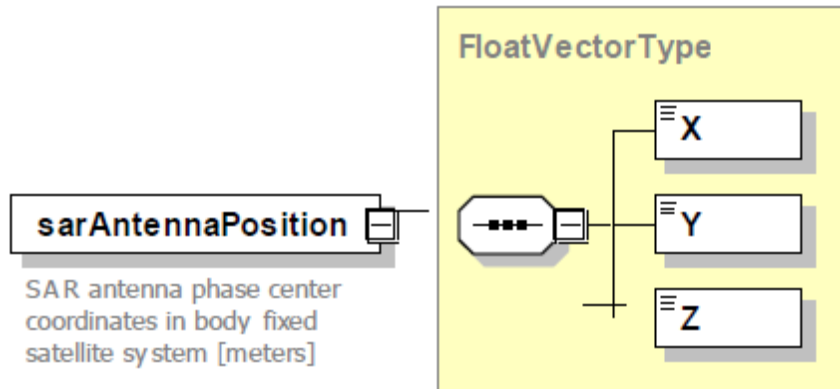 FloatVectorType
X
sarAntennaPosition
Y
SAR antenna phase center
coordinates in body fixed
satellite system [meters]
Z